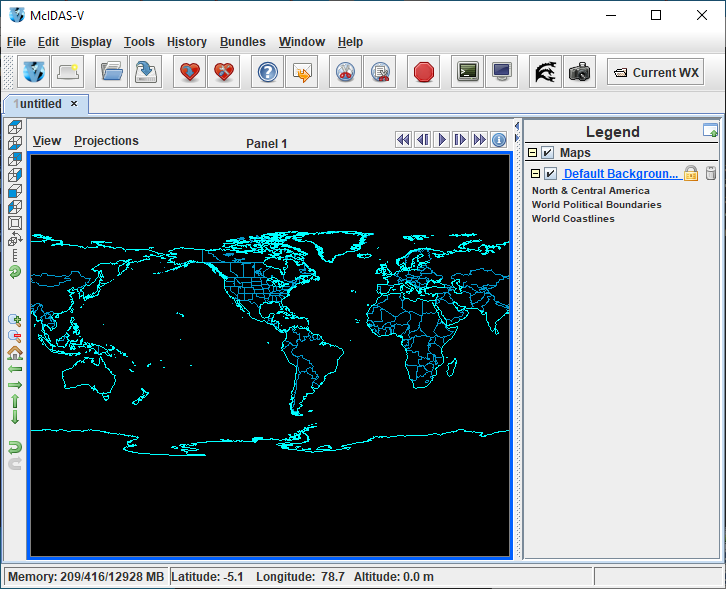 McIDAS-V
File Edit Display Tools History Bundles Window Help
Current WX
1untitled
View Projections
Panel 1
Legend
Maps
Default Backgroun...
North & Central America
World Political Boundaries
World Coastlines
Memory: 209/416/12928 MB Latitude: -5.1 Longitude: 78.7 Altitude: 0.0 m